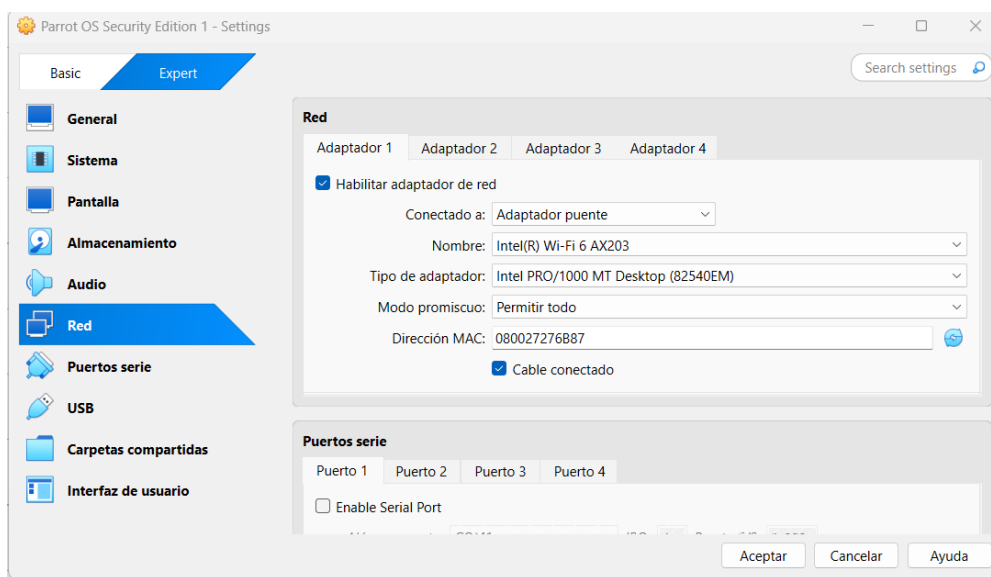 Parrot OS Security Edition 1 - Settings
Basic
Expert
Search settings
General
Sistema
Pantalla
Almacenamiento
Audio
Red
Puertos serie
USB
Carpetas compartidas
Interfaz de usuario
Red
Adaptador 1 Adaptador 2 Adaptador 3 Adaptador 4
Habilitar adaptador de red
Conectado a: Adaptador puente
Nombre: Intel(R) Wi-Fi 6 AX203
Tipo de adaptador: Intel PRO/1000 MT Desktop (82540EM)
Modo promiscuo: Permitir todo
Dirección MAC: 080027276B87
Cable conectado
Puertos serie
Puerto 1 Puerto 2 Puerto 3 Puerto 4
Enable Serial Port
Aceptar Cancelar Ayuda